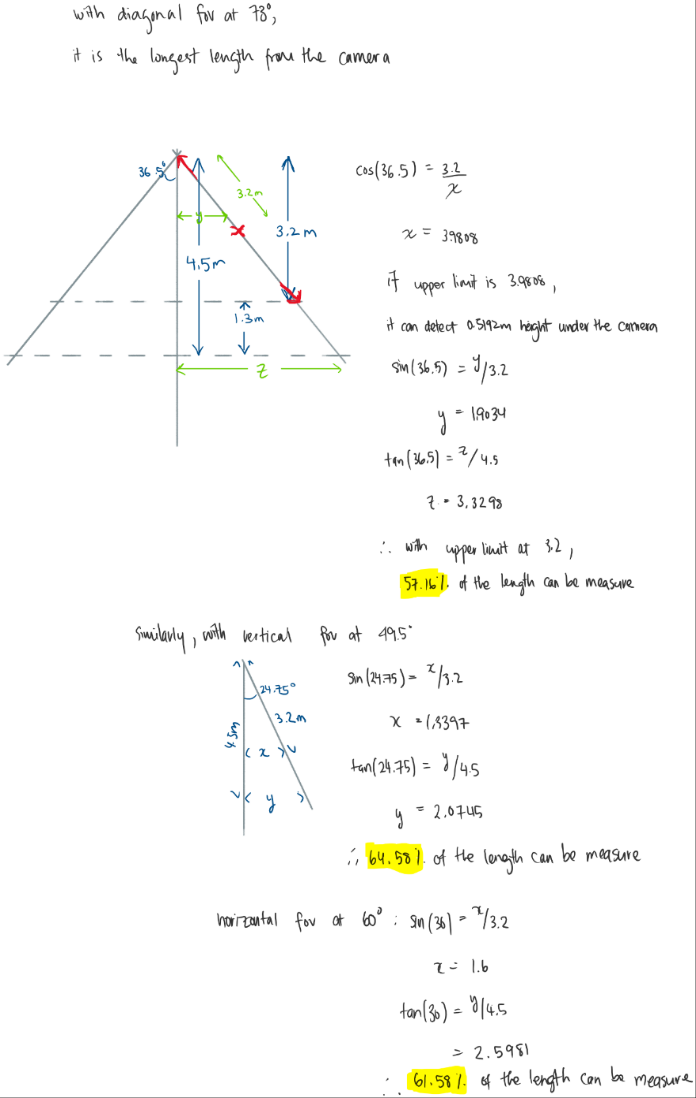 with diagonal fov at 73°,
it is the longest length from the camera
36.5°
3.2m
y
3.2m
4.5m
1.3m
z
cos(36.5) = 3.2/x
x = 3.9808
if upper limit is 3.9808,
it can detect 0.5192m height under the camera
sin(36.5) = y/3.2
y = 1.9034
tan(36.5) = z/4.5
z = 3.3298
∴ with upper limit at 3.2,
57.16% of the length can be measure
Similarly, with vertical fov at 49.5°
24.75°
3.2m
4.5m
x
y
sin(24.75) = x/3.2
x = 1.3397
tan(24.75) = y/4.5
y = 2.0745
∴ 64.58% of the length can be measure
horizontal fov at 60° : sin(30) = x/3.2
x = 1.6
tan(30) = y/4.5
= 2.5981
∴ 61.58% of the length can be measure